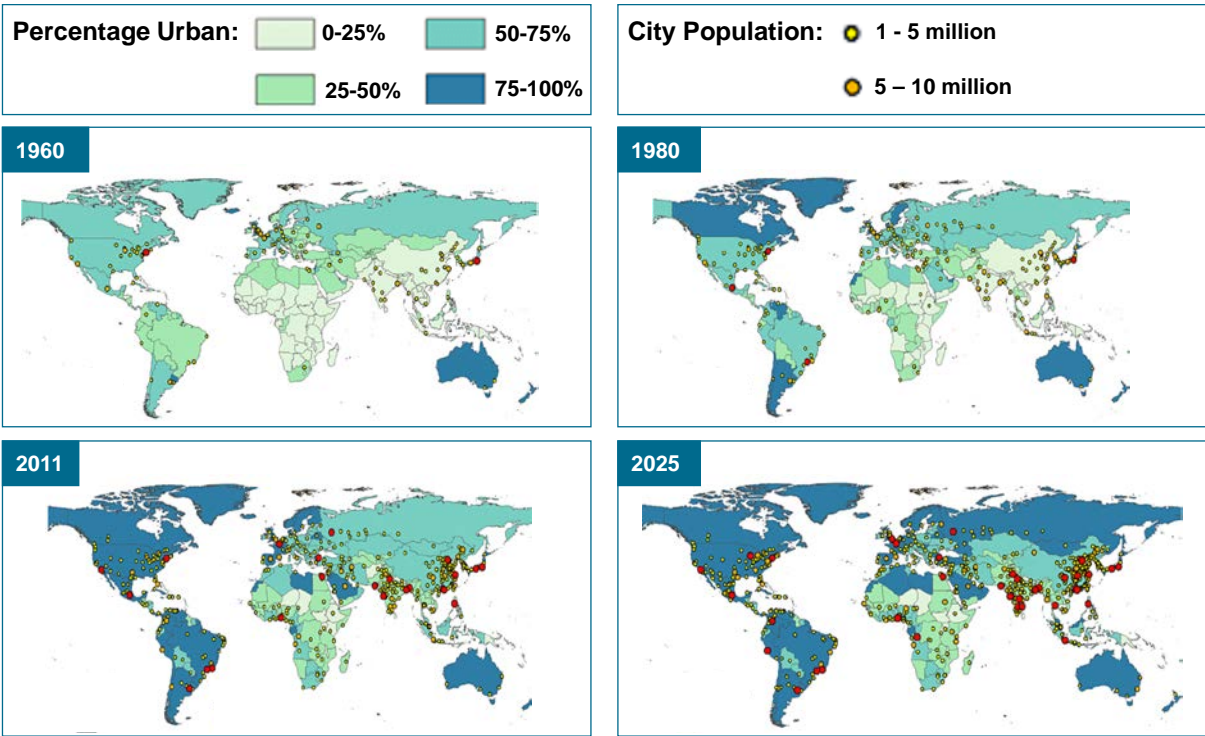 Percentage Urban:
0-25%
50-75%
25-50%
75-100%
City Population:
1 - 5 million
5 – 10 million
1960
1980
2011
2025